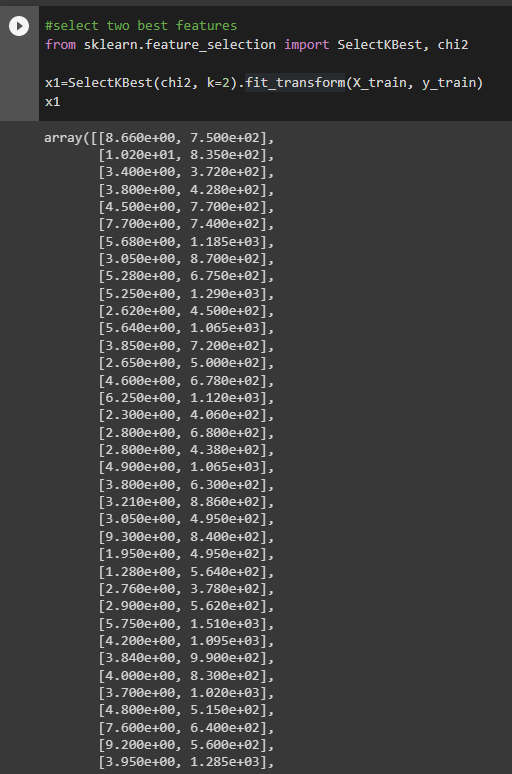 #select two best features
from sklearn.feature_selection import SelectKBest, chi2
x1=SelectKBest(chi2, k=2).fit_transform(X_train, y_train)
x1
array([[8.660e+00, 7.500e+02],
[1.020e+01, 8.350e+02],
[3.400e+00, 3.720e+02],
[3.800e+00, 4.280e+02],
[4.500e+00, 7.700e+02],
[7.700e+00, 7.400e+02],
[5.680e+00, 1.185e+03],
[3.050e+00, 8.700e+02],
[5.280e+00, 6.750e+02],
[5.250e+00, 1.290e+03],
[2.620e+00, 4.500e+02],
[5.640e+00, 1.065e+03],
[3.850e+00, 7.200e+02],
[2.650e+00, 5.000e+02],
[4.600e+00, 6.780e+02],
[6.250e+00, 1.120e+03],
[2.300e+00, 4.060e+02],
[2.800e+00, 6.800e+02],
[2.800e+00, 4.380e+02],
[4.900e+00, 1.065e+03],
[3.800e+00, 6.300e+02],
[3.210e+00, 8.860e+02],
[3.050e+00, 4.950e+02],
[9.300e+00, 8.400e+02],
[1.950e+00, 4.950e+02],
[1.280e+00, 5.640e+02],
[2.760e+00, 3.780e+02],
[2.900e+00, 5.620e+02],
[5.750e+00, 1.510e+03],
[4.200e+00, 1.095e+03],
[3.840e+00, 9.900e+02],
[4.000e+00, 8.300e+02],
[3.700e+00, 1.020e+03],
[4.800e+00, 5.150e+02],
[7.600e+00, 6.400e+02],
[9.200e+00, 5.600e+02],
[3.950e+00, 1.285e+03],